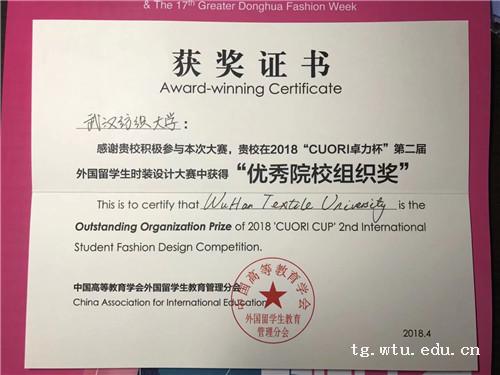 & The 17th Greater Donghua Fashion Week
获奖证书
Award-winning Certificate
武汉纺织大学：
感谢贵校积极参与本次大赛，贵校在2018“CUORI卓力杯”第二届
外国留学生时装设计大赛中获得“优秀院校组织奖”
This is to certify that WuHan Textile University is the
Outstanding Organization Prize of 2018 'CUORI CUP' 2nd International
Student Fashion Design Competition.
中国高等教育学会外国留学生教育管理分会
China Association for International Education
中国高等教育学会
外国留学生教育
管理分会
2018.4
tg.wtu.edu.cn